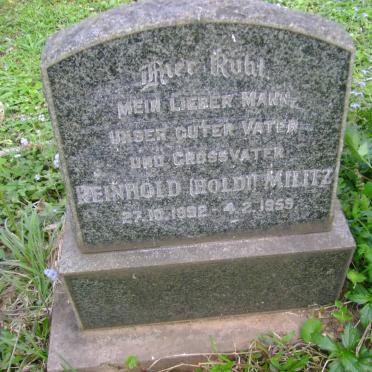 Hier Ruht
MEIN LIEBER MANN,
UNSER GUTER VATER
UND GROSSVATER
REINHOLD (BOLDI) MILITZ
27.10.1892 - 4.2.1959